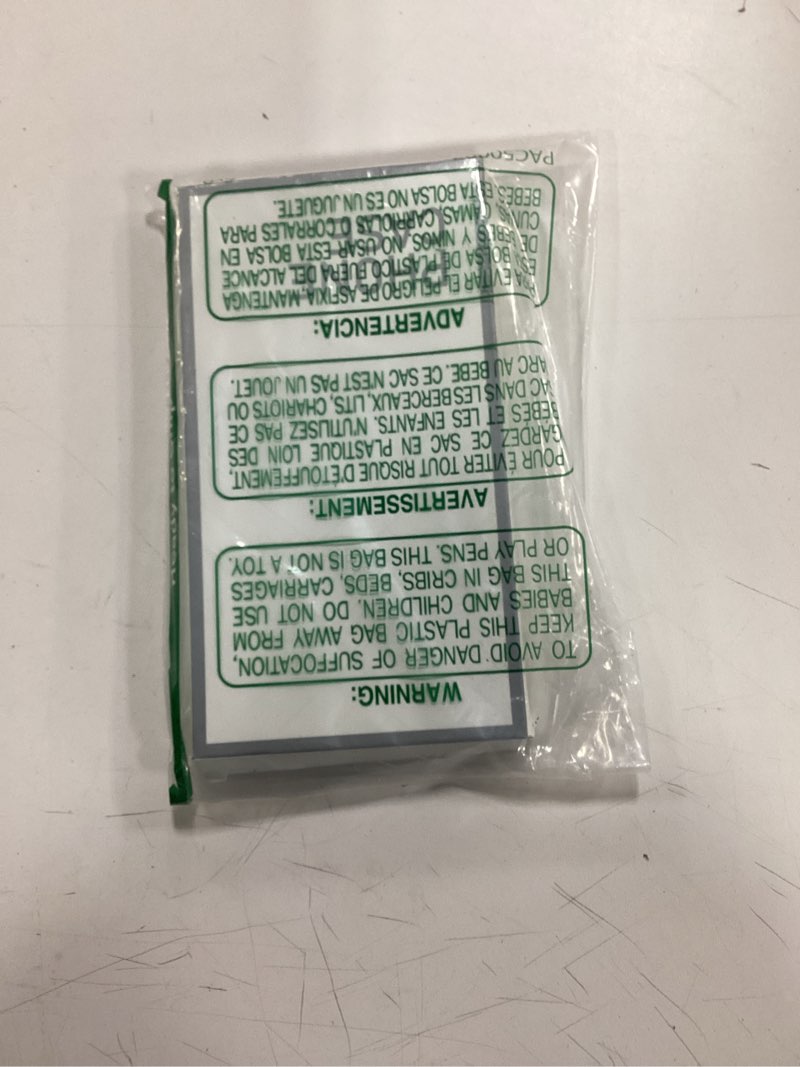 WARNING:
TO AVOID DANGER OF SUFFOCATION,
KEEP THIS PLASTIC BAG AWAY FROM
BABIES AND CHILDREN. DO NOT USE
THIS BAG IN CRIBS, BEDS, CARRIAGES
OR PLAY PENS. THIS BAG IS NOT A TOY.
AVERTISSEMENT:
POUR ÉVITER TOUT RISQUE D'ÉTOUFFEMENT,
GARDEZ CE SAC EN PLASTIQUE LOIN DES
BEBES ET LES ENFANTS. N'UTILISEZ PAS CE
SAC DANS LES BERCEAUX, LITS, CHARIOTS OU
PARC AU BEBE. CE SAC N'EST PAS UN JOUET.
ADVERTENCIA:
EVITAR EL PELIGRO DE ASFIXIA, MANTENGA
BOLSA DE PLASTICO FUERA DEL ALCANCE
DE BEBES Y NINOS. NO USAR ESTA BOLSA EN
CUNAS, CAMAS, CARRIOLAS O CORRALES PARA
BEBES. ESTA BOLSA NO ES UN JUGUETE.
PHONE
CASE
Ready